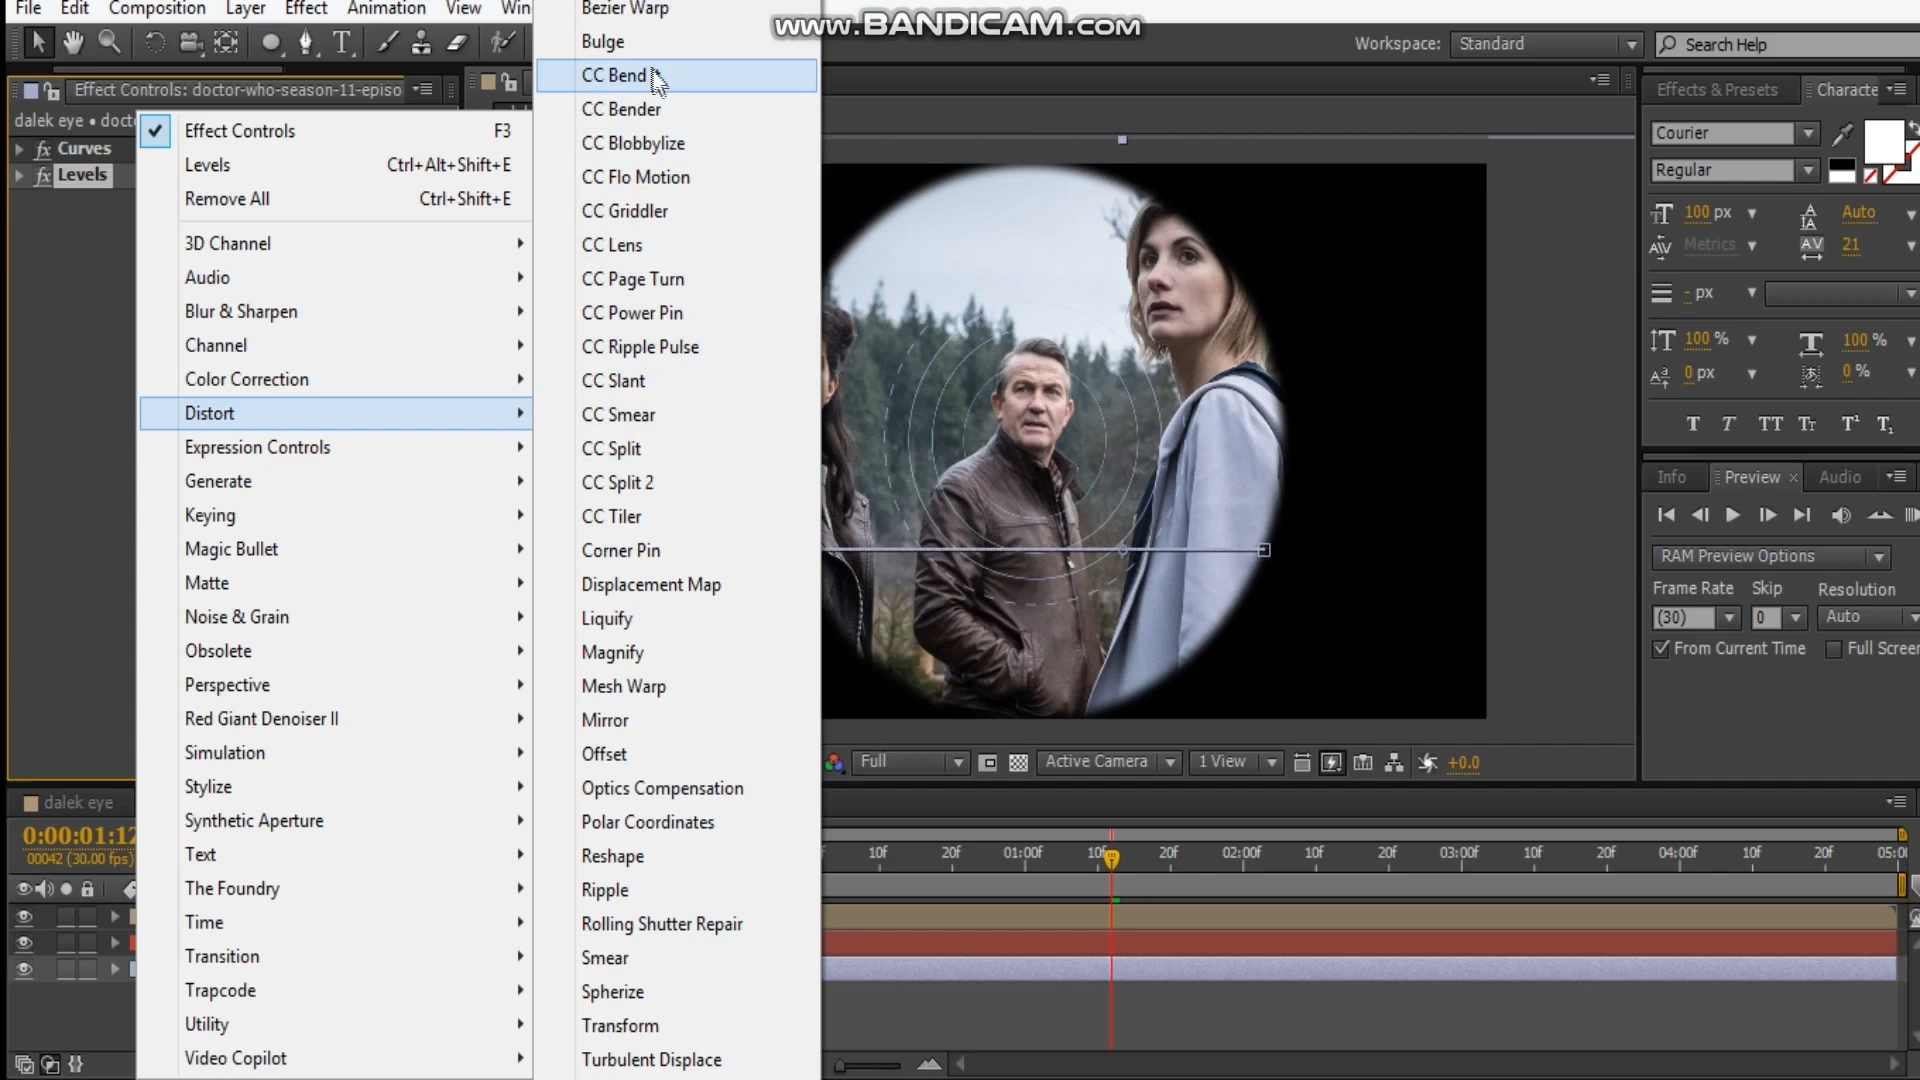 File Edit Composition Layer Effect Animation View Win
www.BANDICAM.com
Workspace: Standard
Search Help
Effect Controls: doctor-who-season-11-episo
dalek eye • docto
fx Curves
fx Levels
Effect Controls F3
Levels Ctrl+Alt+Shift+E
Remove All Ctrl+Shift+E
3D Channel
Audio
Blur & Sharpen
Channel
Color Correction
Distort
Expression Controls
Generate
Keying
Magic Bullet
Matte
Noise & Grain
Obsolete
Perspective
Red Giant Denoiser II
Simulation
Stylize
Synthetic Aperture
Text
The Foundry
Time
Transition
Trapcode
Utility
Video Copilot
Bezier Warp
Bulge
CC Bend It
CC Bender
CC Blobbylize
CC Flo Motion
CC Griddler
CC Lens
CC Page Turn
CC Power Pin
CC Ripple Pulse
CC Slant
CC Smear
CC Split
CC Split 2
CC Tiler
Corner Pin
Displacement Map
Liquify
Magnify
Mesh Warp
Mirror
Offset
Optics Compensation
Polar Coordinates
Reshape
Ripple
Rolling Shutter Repair
Smear
Spherize
Transform
Turbulent Displace
Effects & Presets Characte
Courier
Regular
100 px Auto
Metrics AV 21
- px
100 % 100 %
0 px 0 %
T T TT Tt T¹ T₁
Info Preview × Audio
RAM Preview Options
Frame Rate Skip Resolution
(30) 0 Auto
From Current Time Full Screen
Full Active Camera 1 View +0.0
dalek eye
0:00:01:12
00042 (30.00 fps)
10f 20f 01:00f 10f 20f 02:00f 10f 20f 03:00f 10f 20f 04:00f 10f 20f 05:00